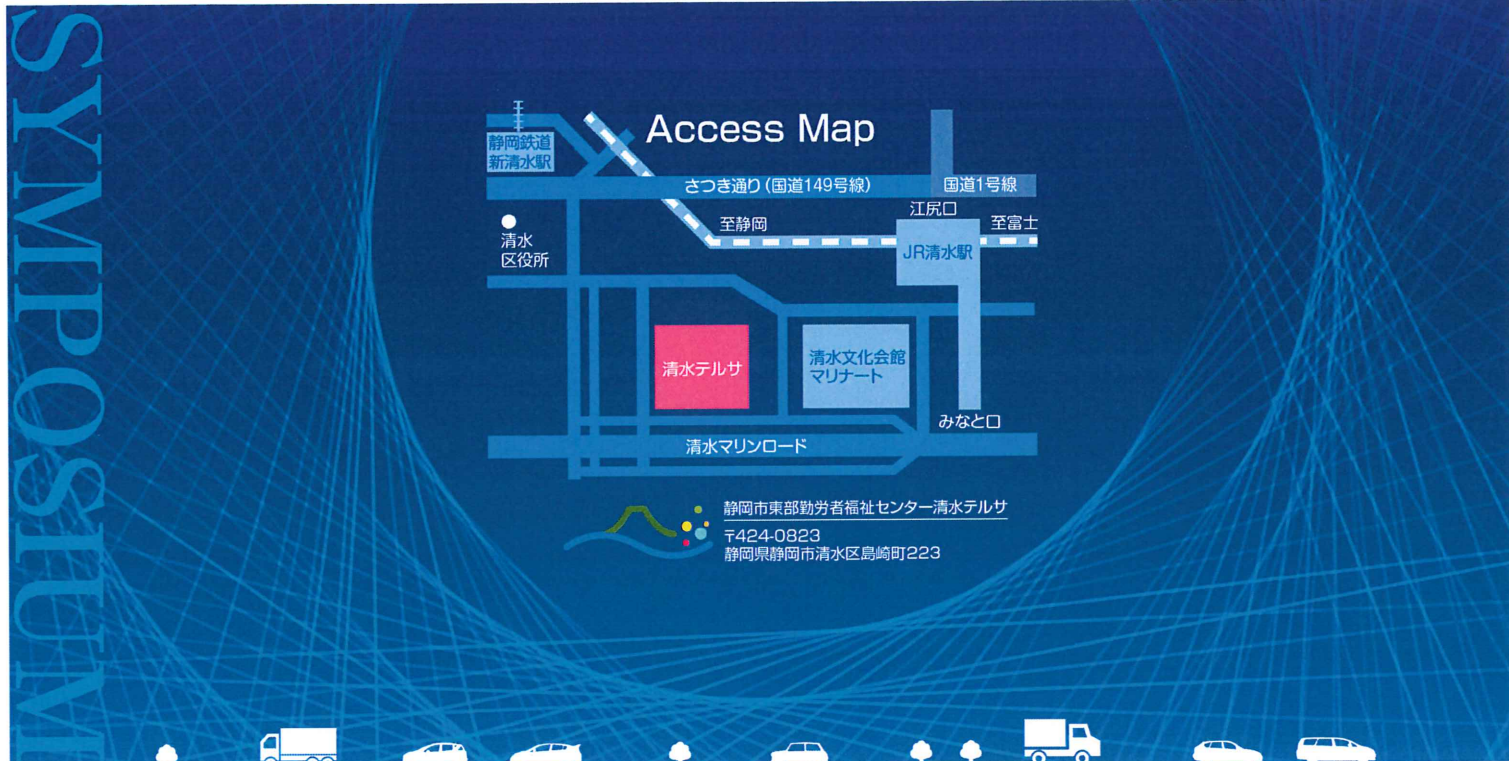 SYMPOSIUM
Access Map
静岡鉄道
新清水駅
さつき通り(国道149号線)
国道1号線
江尻口
至静岡
至富士
清水
区役所
JR清水駅
清水テルサ
清水文化会館
マリナート
みなと口
清水マリンロード
静岡市東部勤労者福祉センター清水テルサ
〒424-0823
静岡県静岡市清水区島崎町223